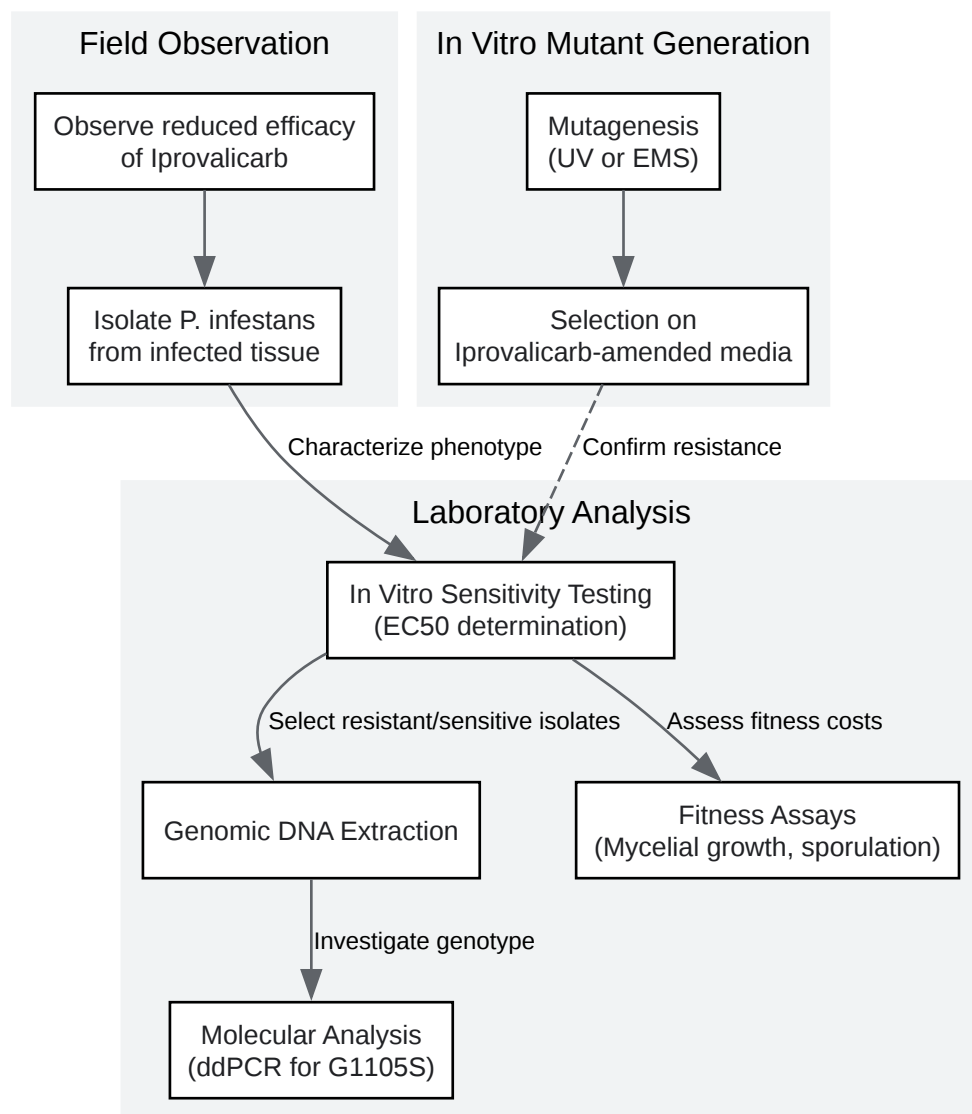 Field Observation
Observe reduced efficacy
of Iprovalicarb
Isolate P. infestans
from infected tissue
In Vitro Mutant Generation
Mutagenesis
(UV or EMS)
Selection on
Iprovalicarb-amended media
Characterize phenotype
Confirm resistance
Laboratory Analysis
In Vitro Sensitivity Testing
(EC50 determination)
Select resistant/sensitive isolates
Assess fitness costs
Genomic DNA Extraction
Fitness Assays
(Mycelial growth, sporulation)
Investigate genotype
Molecular Analysis
(ddPCR for G1105S)